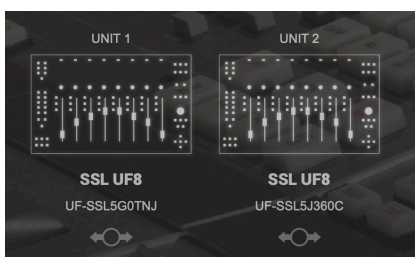 UNIT 1
UNIT 2
SSL UF8
SSL UF8
UF-SSL5G0TNJ
UF-SSL5J360C